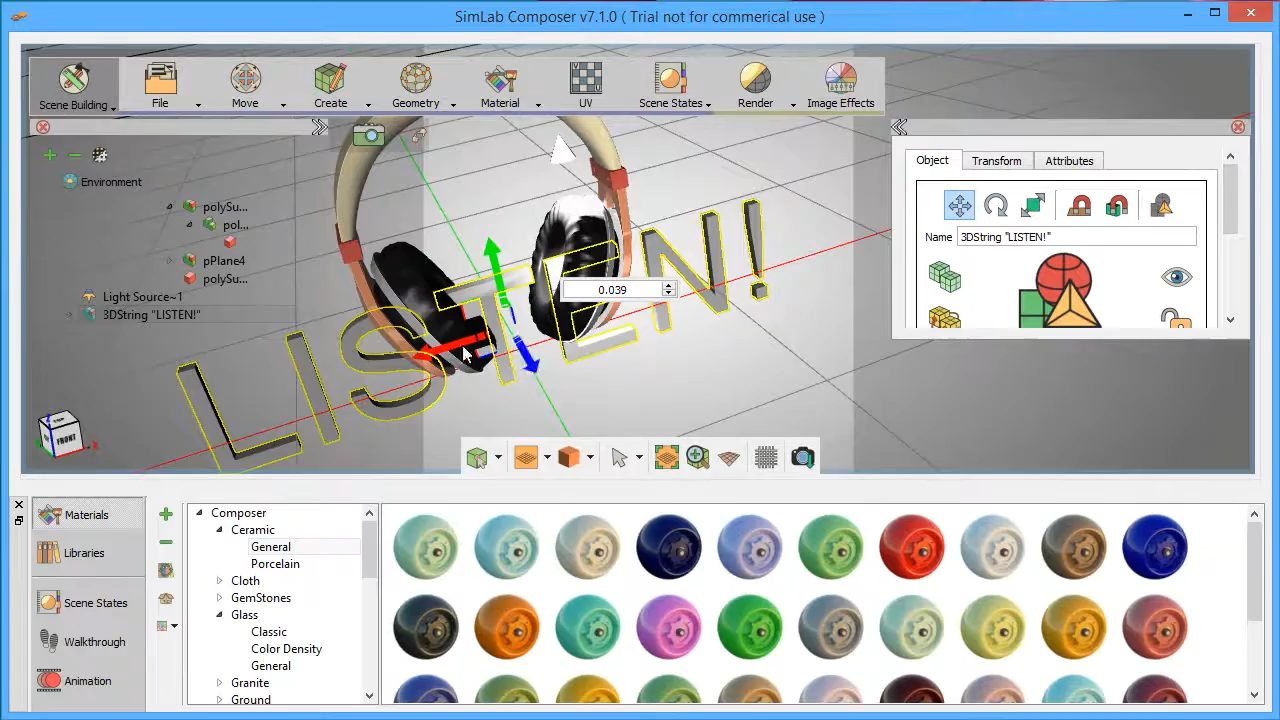 SimLab Composer v7.1.0 ( Trial not for commerical use )
Scene Building
File
Move
Create
Geometry
Material
UV
Scene States
Render
Image Effects
Environment
polySu...
pol...
pPlane4
polySu...
Light Source~1
3DString "LISTEN!"
LISTEN!
0.039
FRONT
X
Object
Transform
Attributes
Name
3DString "LISTEN!"
Materials
Libraries
Scene States
Walkthrough
Animation
Composer
Ceramic
General
Porcelain
Cloth
GemStones
Glass
Classic
Color Density
General
Granite
Ground